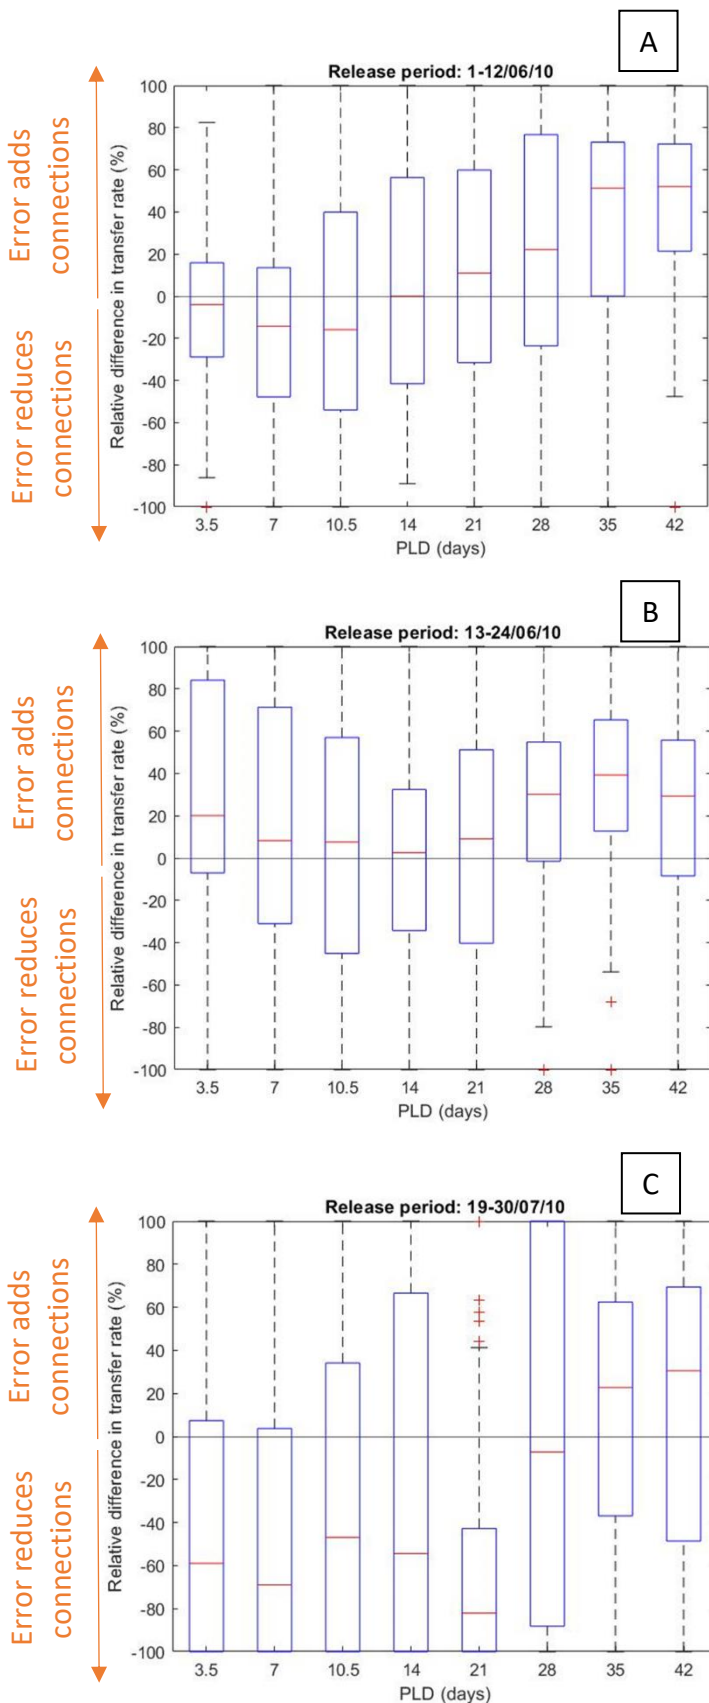 A
Release period: 1-12/06/10
Error adds
connections
Error reduces
connections
Relative difference in transfer rate (%)
100
80
60
40
20
0
-20
-40
-60
-80
-100
3.5 7 10.5 14 21 28 35 42
PLD (days)
B
Release period: 13-24/06/10
Error adds
connections
Error reduces
connections
Relative difference in transfer rate (%)
100
80
60
40
20
0
-20
-40
-60
-80
-100
3.5 7 10.5 14 21 28 35 42
PLD (days)
C
Release period: 19-30/07/10
Error adds
connections
Error reduces
connections
Relative difference in transfer rate (%)
100
80
60
40
20
0
-20
-40
-60
-80
-100
3.5 7 10.5 14 21 28 35 42
PLD (days)